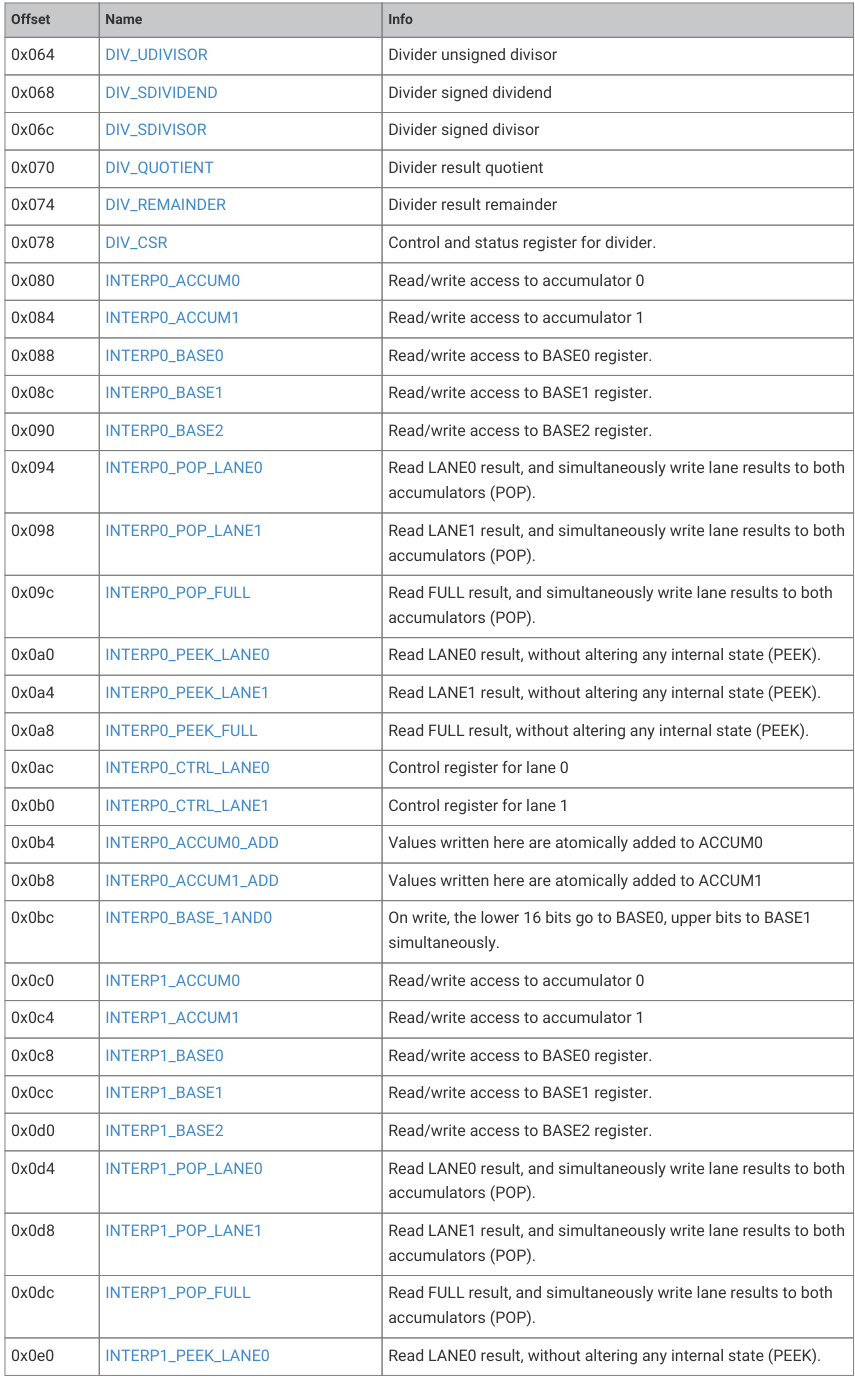 Offset Name Info
0x064 DIV_UDIVISOR Divider unsigned divisor
0x068 DIV_SDIVIDEND Divider signed dividend
0x06c DIV_SDIVISOR Divider signed divisor
0x070 DIV_QUOTIENT Divider result quotient
0x074 DIV_REMAINDER Divider result remainder
0x078 DIV_CSR Control and status register for divider.
0x080 INTERP0_ACCUM0 Read/write access to accumulator 0
0x084 INTERP0_ACCUM1 Read/write access to accumulator 1
0x088 INTERP0_BASE0 Read/write access to BASE0 register.
0x08c INTERP0_BASE1 Read/write access to BASE1 register.
0x090 INTERP0_BASE2 Read/write access to BASE2 register.
0x094 INTERP0_POP_LANE0 Read LANE0 result, and simultaneously write lane results to both
accumulators (POP).
0x098 INTERP0_POP_LANE1 Read LANE1 result, and simultaneously write lane results to both
accumulators (POP).
0x09c INTERP0_POP_FULL Read FULL result, and simultaneously write lane results to both
accumulators (POP).
0x0a0 INTERP0_PEEK_LANE0 Read LANE0 result, without altering any internal state (PEEK).
0x0a4 INTERP0_PEEK_LANE1 Read LANE1 result, without altering any internal state (PEEK).
0x0a8 INTERP0_PEEK_FULL Read FULL result, without altering any internal state (PEEK).
0x0ac INTERP0_CTRL_LANE0 Control register for lane 0
0x0b0 INTERP0_CTRL_LANE1 Control register for lane 1
0x0b4 INTERP0_ACCUM0_ADD Values written here are atomically added to ACCUM0
0x0b8 INTERP0_ACCUM1_ADD Values written here are atomically added to ACCUM1
0x0bc INTERP0_BASE_1AND0 On write, the lower 16 bits go to BASE0, upper bits to BASE1
simultaneously.
0x0c0 INTERP1_ACCUM0 Read/write access to accumulator 0
0x0c4 INTERP1_ACCUM1 Read/write access to accumulator 1
0x0c8 INTERP1_BASE0 Read/write access to BASE0 register.
0x0cc INTERP1_BASE1 Read/write access to BASE1 register.
0x0d0 INTERP1_BASE2 Read/write access to BASE2 register.
0x0d4 INTERP1_POP_LANE0 Read LANE0 result, and simultaneously write lane results to both
accumulators (POP).
0x0d8 INTERP1_POP_LANE1 Read LANE1 result, and simultaneously write lane results to both
accumulators (POP).
0x0dc INTERP1_POP_FULL Read FULL result, and simultaneously write lane results to both
accumulators (POP).
0x0e0 INTERP1_PEEK_LANE0 Read LANE0 result, without altering any internal state (PEEK).